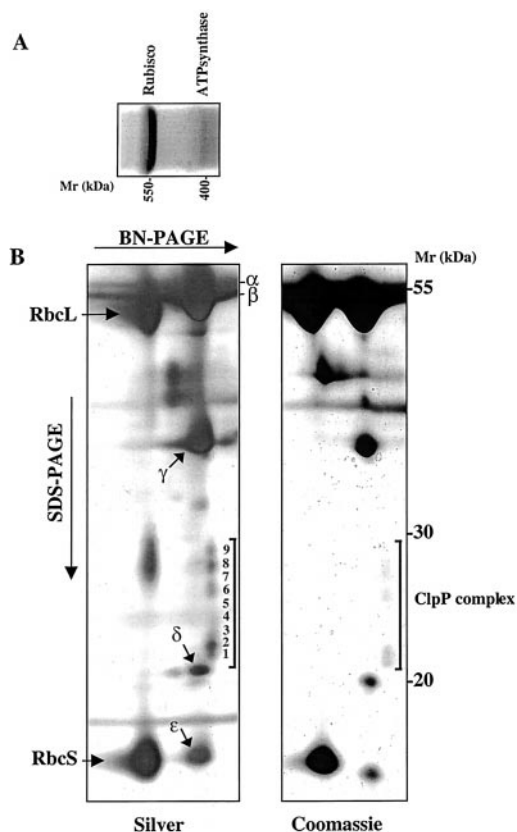 A
Rubisco
ATPsynthase
Mr (kDa)
550-
400-
BN-PAGE
B
Mr (kDa)
α
β
-55
RbcL
SDS-PAGE
γ
-30
9
8
7
6
5
4
3
2
1
ClpP complex
δ
-20
ε
RbcS
Silver
Coomassie